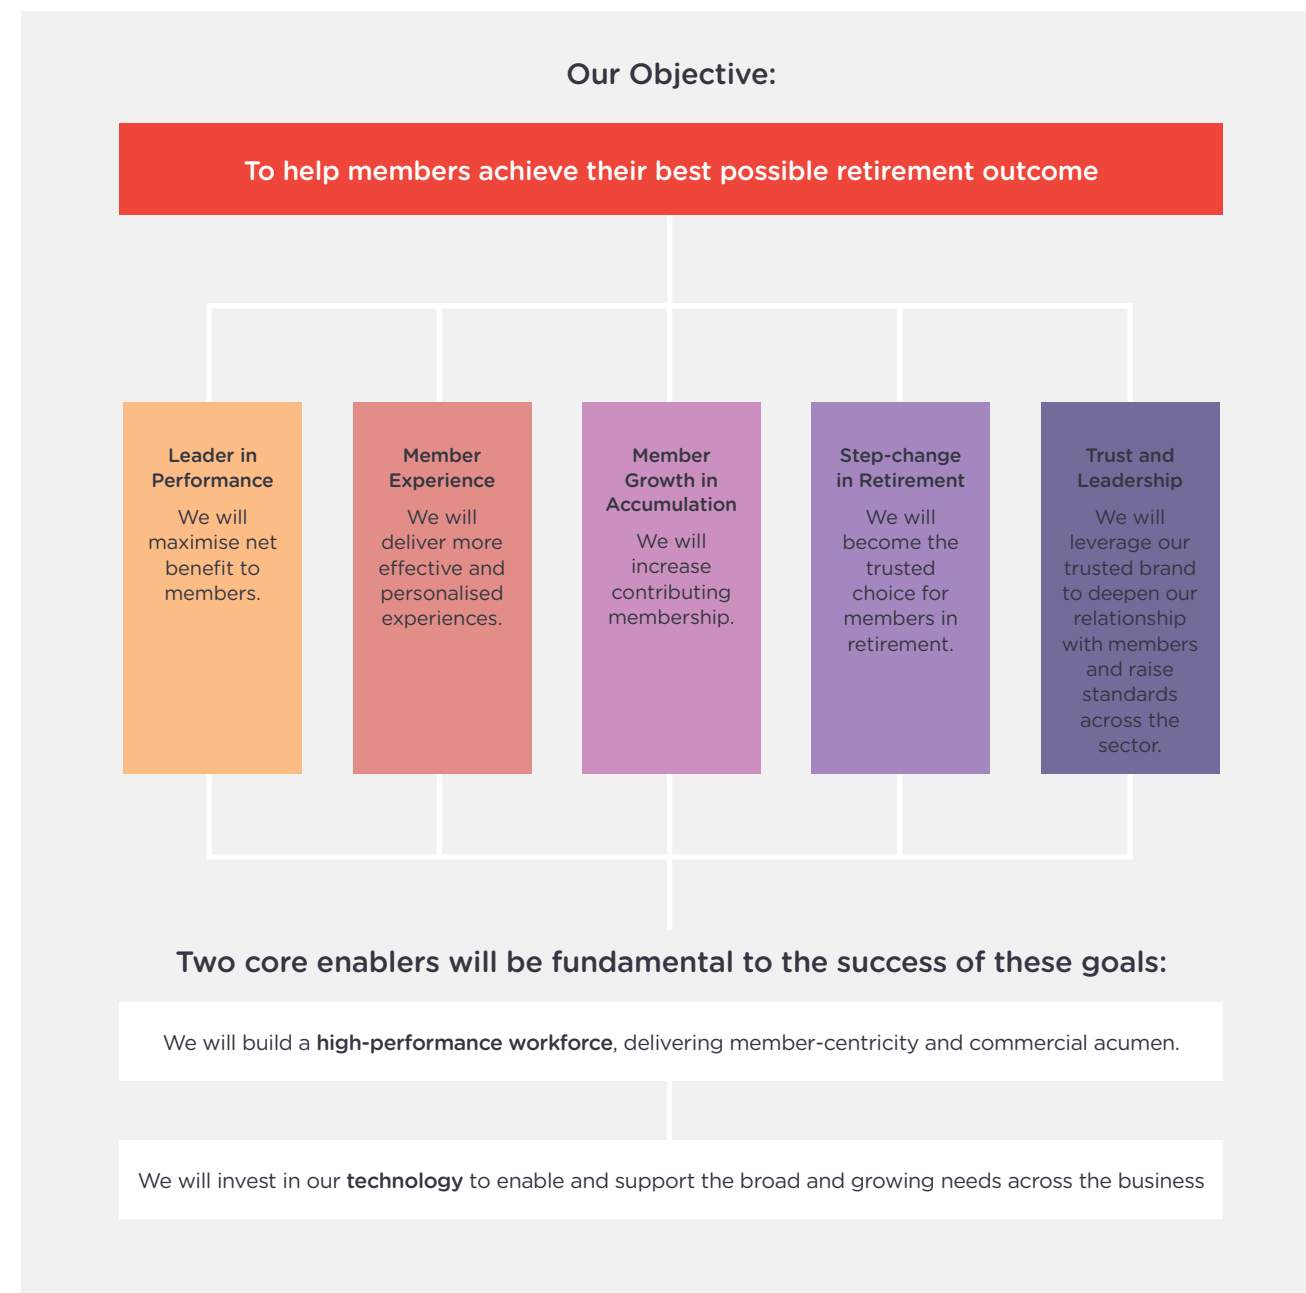 Our Objective:
To help members achieve their best possible retirement outcome
Leader in
Performance
We will
maximise net
benefit to
members.
Member
Experience
We will
deliver more
effective and
personalised
experiences.
Member
Growth in
Accumulation
We will
increase
contributing
membership.
Step-change
in Retirement
We will
become the
trusted
choice for
members in
retirement.
Trust and
Leadership
We will
leverage our
trusted brand
to deepen our
relationship
with members
and raise
standards
across the
sector.
Two core enablers will be fundamental to the success of these goals:
We will build a high-performance workforce, delivering member-centricity and commercial acumen.
We will invest in our technology to enable and support the broad and growing needs across the business